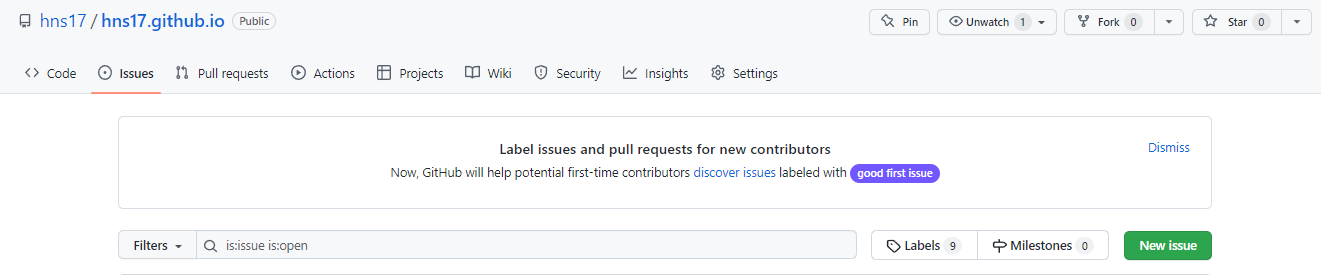 hns17 / hns17.github.io Public Pin Unwatch 1 Fork 0 Star 0
Code Issues Pull requests Actions Projects Wiki Security Insights Settings
Label issues and pull requests for new contributors
Dismiss
Now, GitHub will help potential first-time contributors discover issues labeled with good first issue
Filters is:issue is:open Labels 9 Milestones 0 New issue